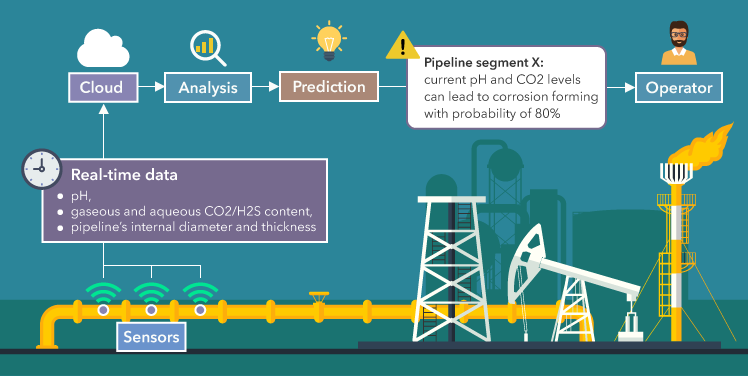 Cloud
Analysis
Prediction
Pipeline segment X:
current pH and CO2 levels
can lead to corrosion forming
with probability of 80%
Operator
Real-time data
pH,
gaseous and aqueous CO2/H2S content,
pipeline's internal diameter and thickness
Sensors